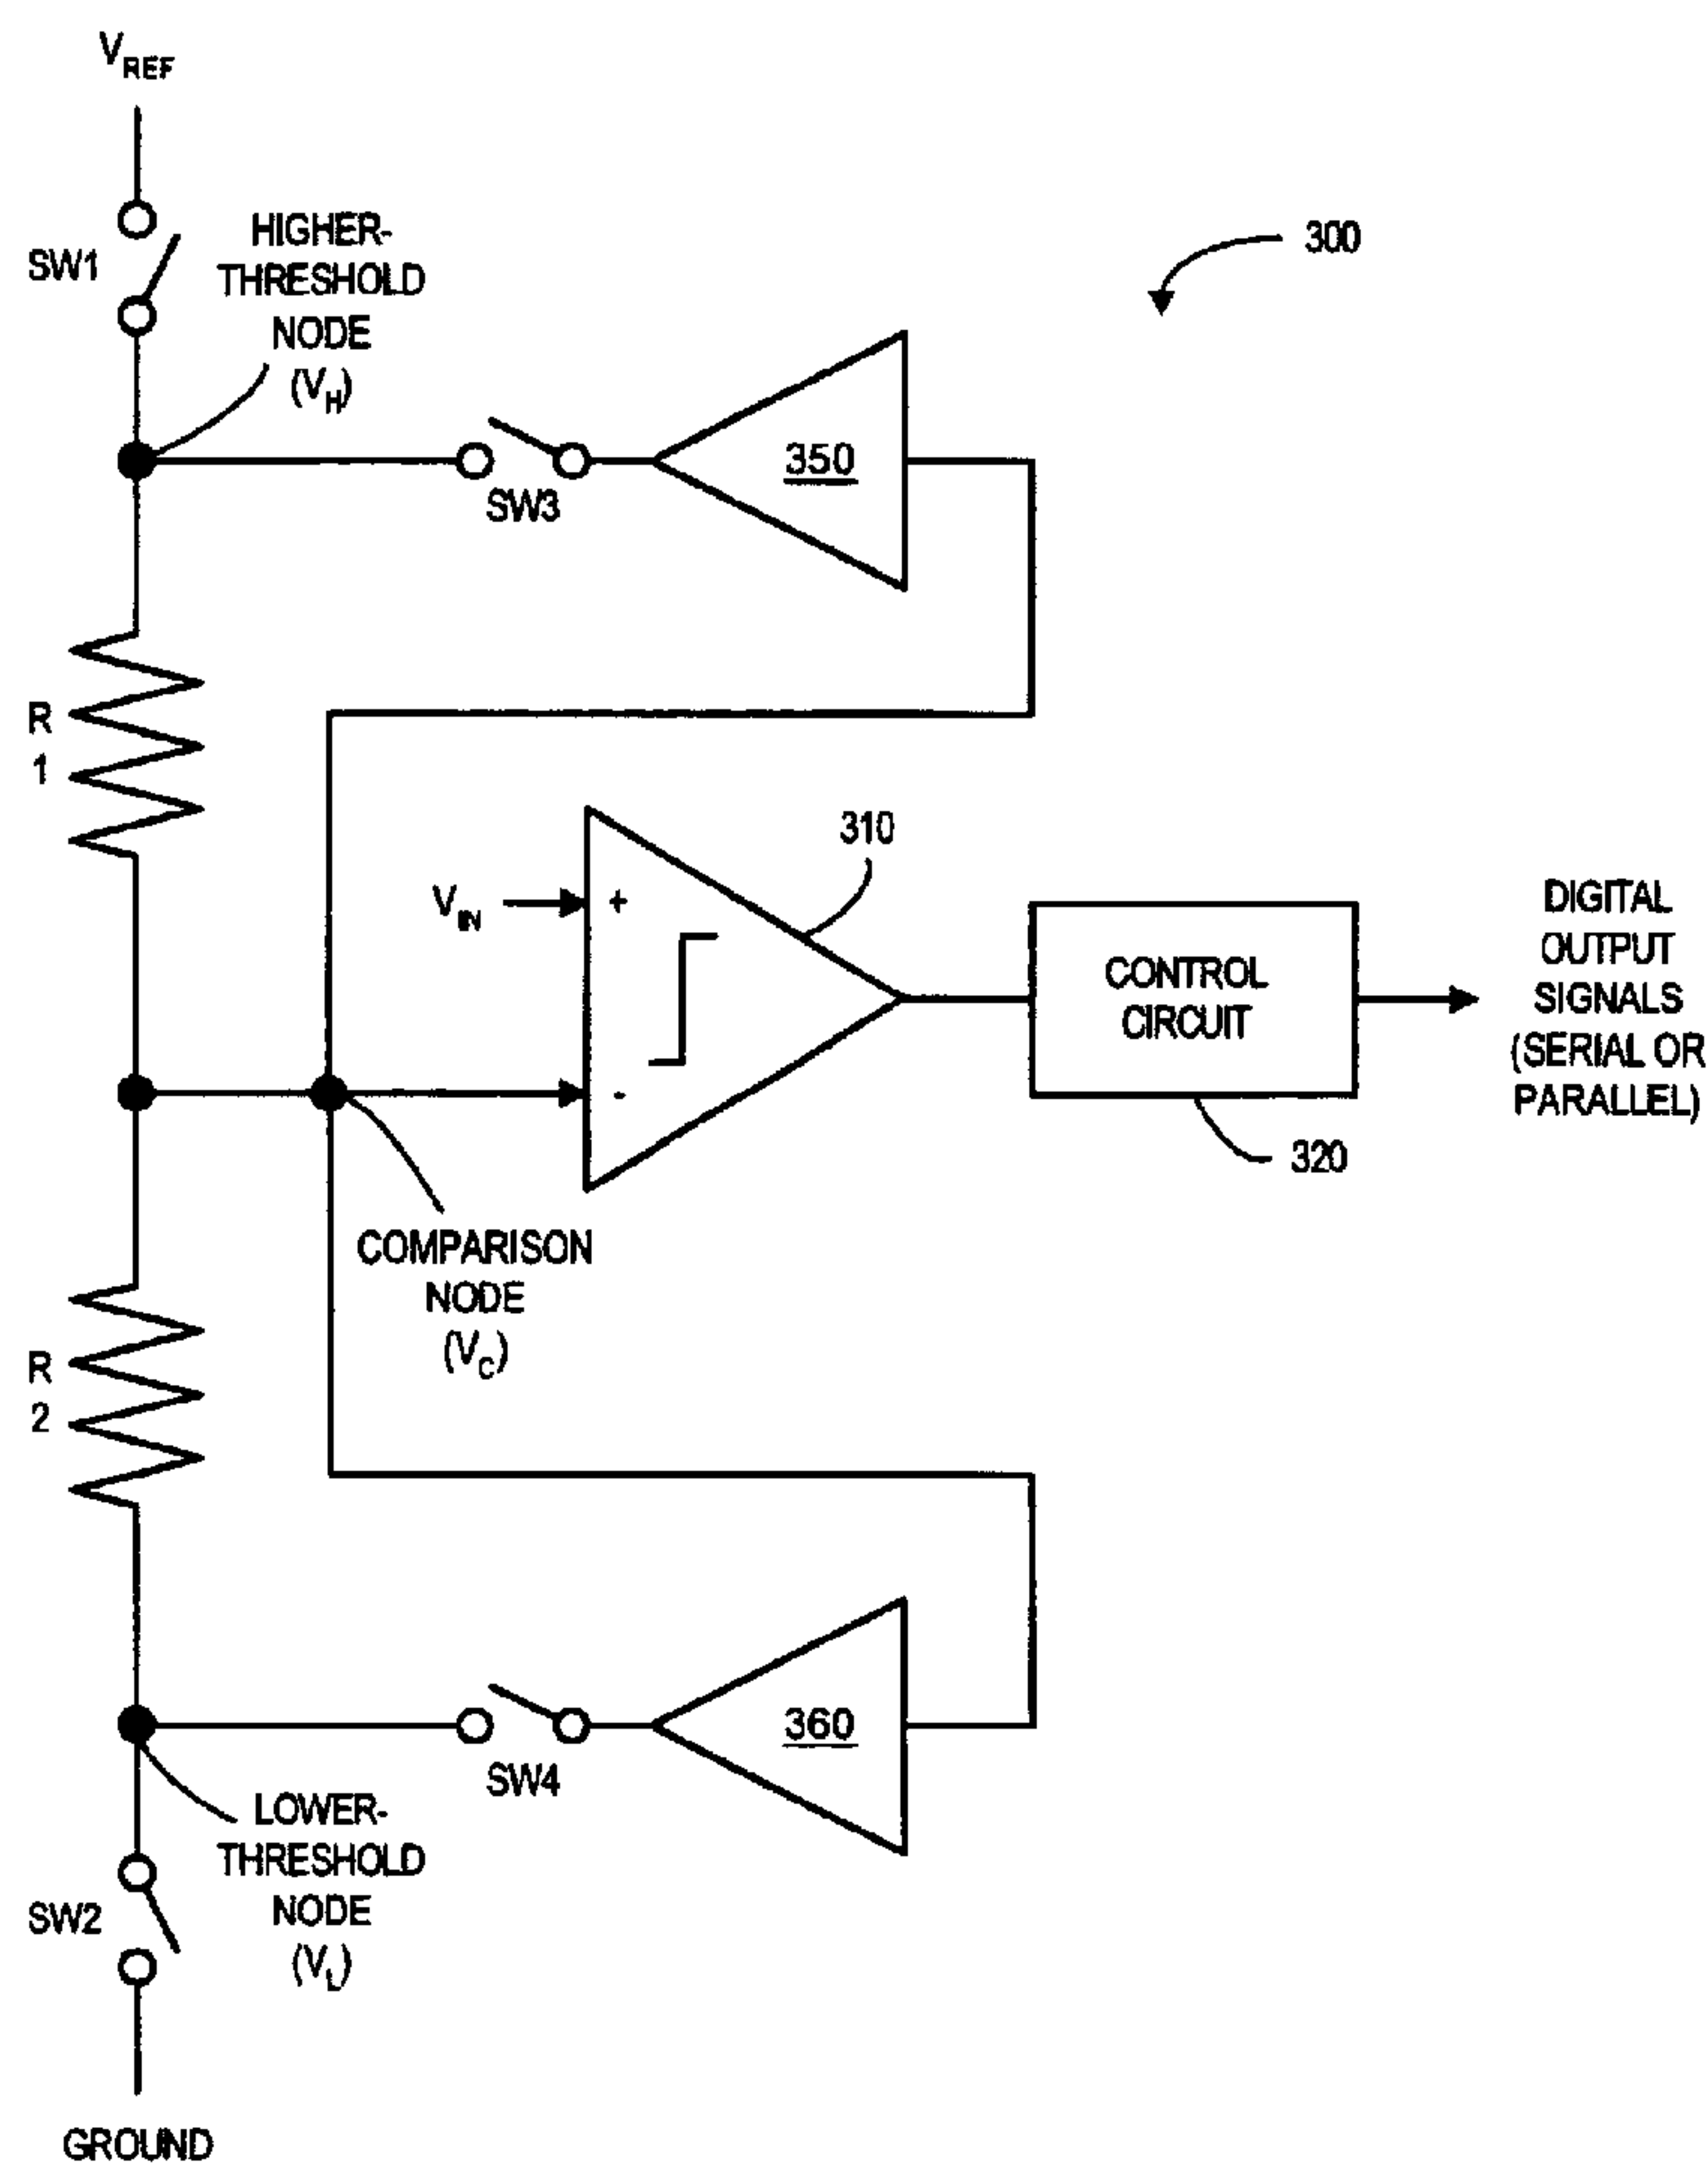 VREF
SW1
HIGHER-
THRESHOLD
NODE
(VH)
300
350
SW3
R
1
310
VIN
+
-
CONTROL
CIRCUIT
320
DIGITAL
OUTPUT
SIGNALS
(SERIAL OR
PARALLEL)
COMPARISON
NODE
(VC)
R
2
360
SW4
LOWER-
THRESHOLD
NODE
(VL)
SW2
GROUND